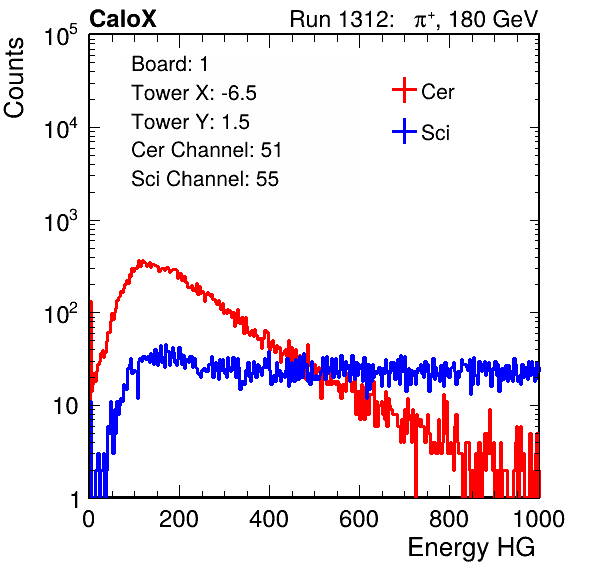 CaloX Run 1312: π⁺, 180 GeV
Board: 1
Tower X: -6.5
Tower Y: 1.5
Cer Channel: 51
Sci Channel: 55
Cer
Sci
Counts
10⁵
10⁴
10³
10²
10
1
0 200 400 600 800 1000
Energy HG